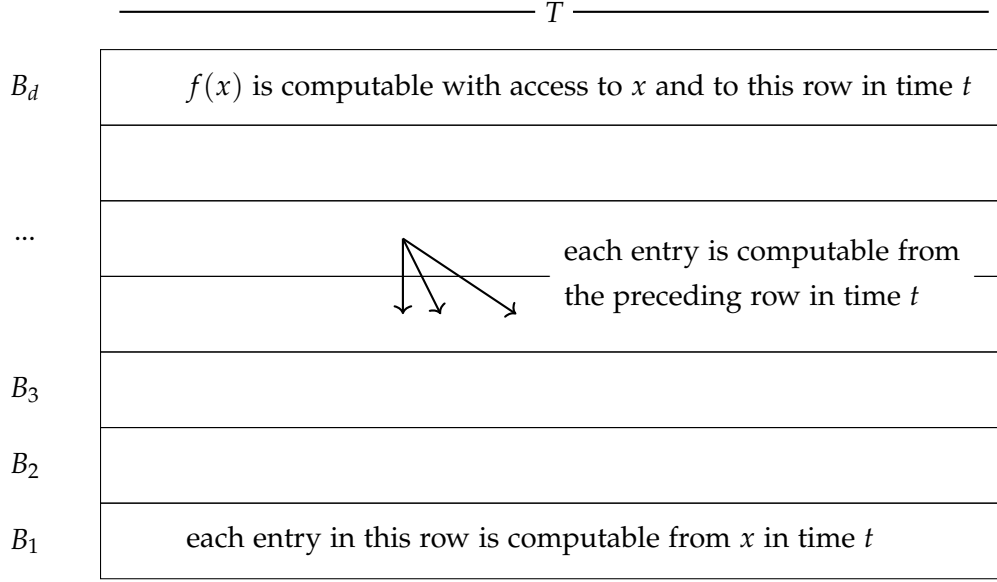 T
B_d f(x) is computable with access to x and to this row in time t
...
each entry is computable from
the preceding row in time t
B_3
B_2
B_1 each entry in this row is computable from x in time t